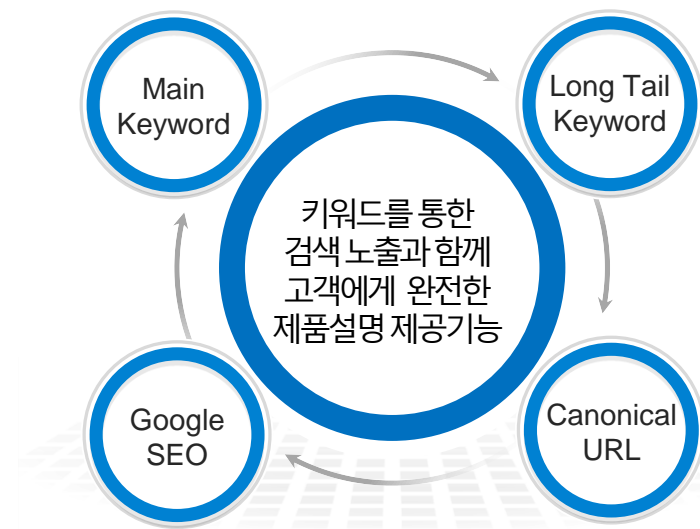 Main
Keyword
Long Tail
Keyword
키워드를 통한
검색 노출과 함께
고객에게 완전한
제품설명 제공기능
Google
SEO
Canonical
URL